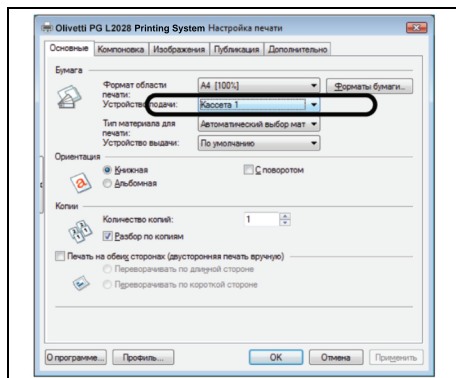 Olivetti PG L2028 Printing System Настройка печати
Основные Компоновка Изображения Публикация Дополнительно
Бумага
Формат области печати: A4 [100%] Форматы бумаги...
Устройство подачи: Кассета 1
Тип материала для печати: Автоматический выбор мат
Устройство выдачи: По умолчанию
Ориентация
Книжная С поворотом
Альбомная
Копии
Количество копий: 1
Разбор по копиям
Печать на обеих сторонах (двусторонняя печать вручную)
Переворачивать по длинной стороне
Переворачивать по короткой стороне
О программе... Профиль... OK Отмена Применить